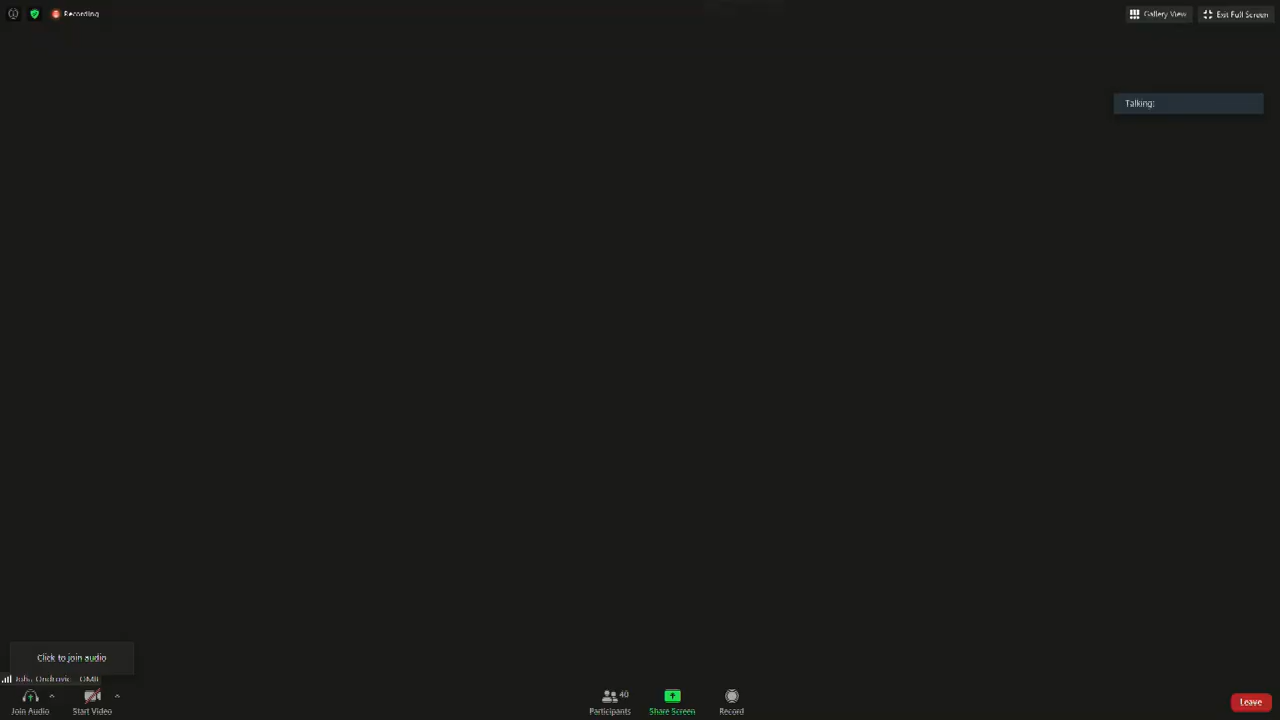 Recording
Gallery View
Exit Full Screen
Talking:
Click to join audio
Join Audio
Start Video
Participants
40
Share Screen
Record
Leave